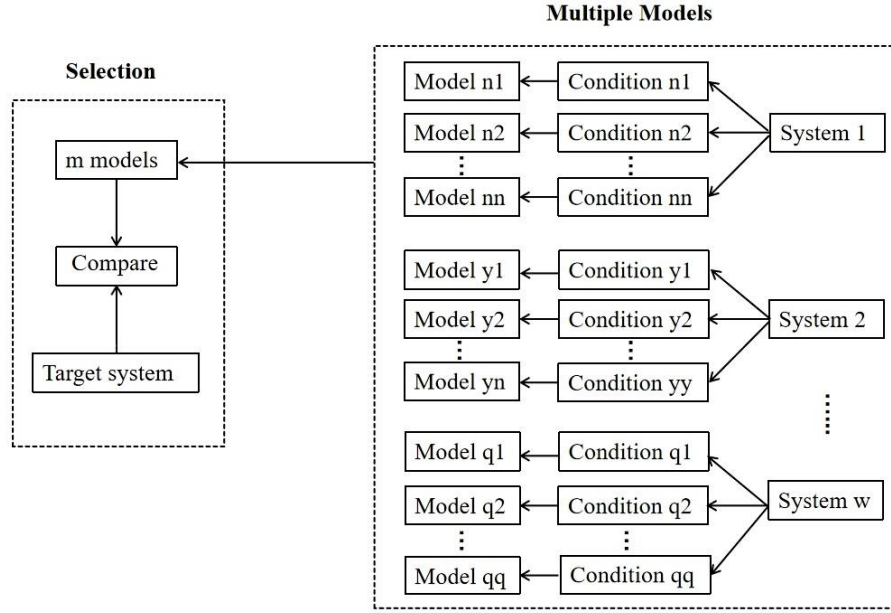 Multiple Models
Selection
m models
Compare
Target system
Model n1
Condition n1
Model n2
Condition n2
System 1
Model nn
Condition nn
Model y1
Condition y1
Model y2
Condition y2
System 2
Model yn
Condition yy
Model q1
Condition q1
Model q2
Condition q2
System w
Model qq
Condition qq